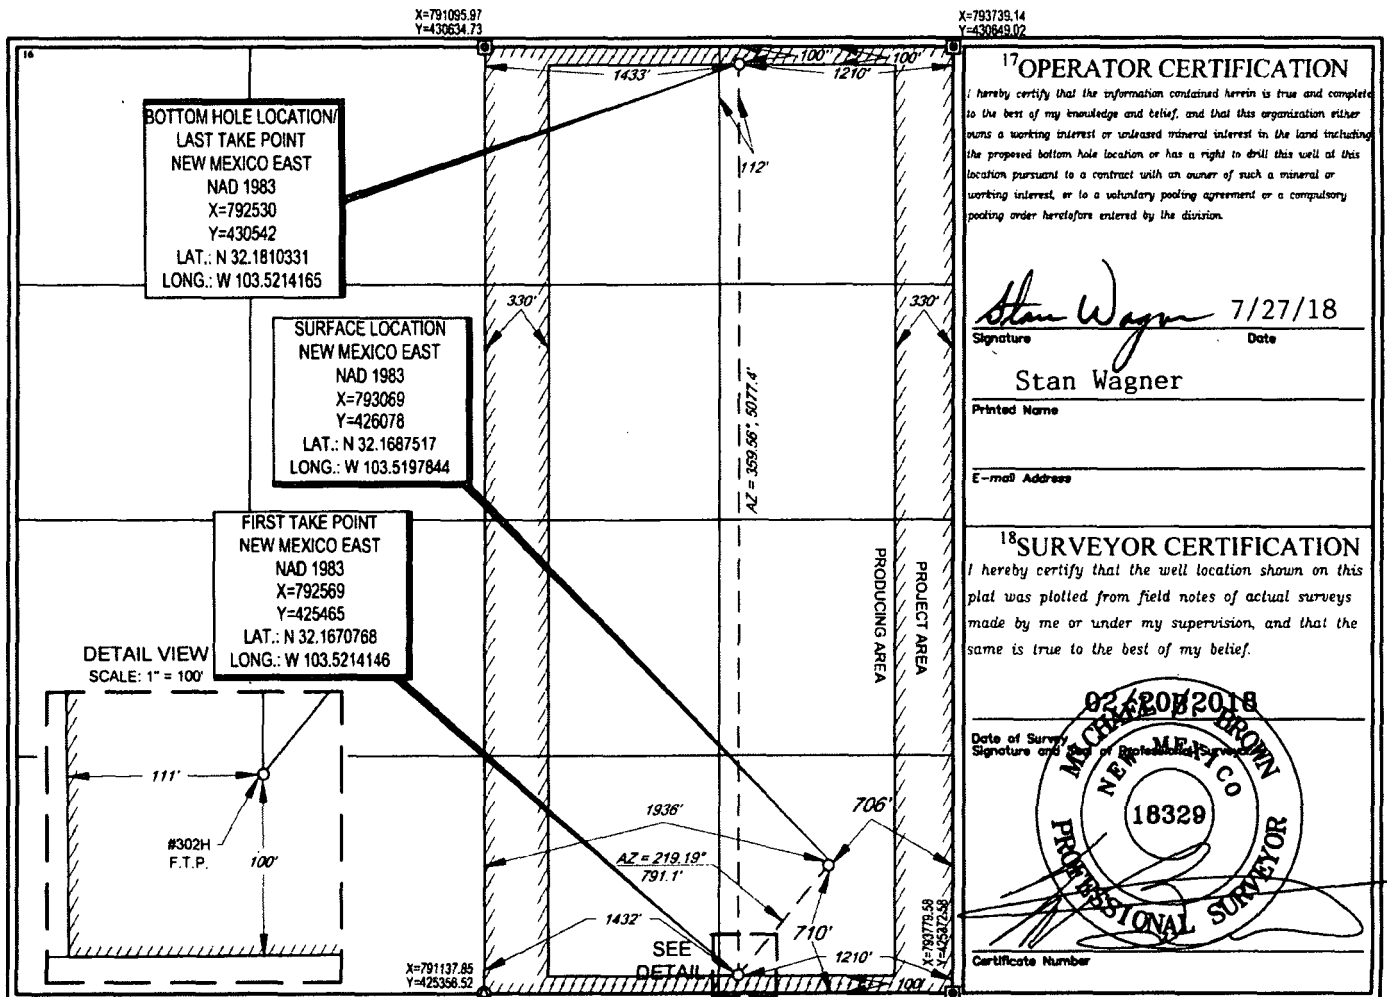 X=791095.97
Y=430634.73
X=793739.14
Y=430649.02
16
100'
100'
1433'
1210'
BOTTOM HOLE LOCATION/
LAST TAKE POINT
NEW MEXICO EAST
NAD 1983
X=792530
Y=430542
LAT.: N 32.1810331
LONG.: W 103.5214165
112'
330'
330'
SURFACE LOCATION
NEW MEXICO EAST
NAD 1983
X=793069
Y=426078
LAT.: N 32.1687517
LONG.: W 103.5197844
AZ = 359.56°, 5077.4'
FIRST TAKE POINT
NEW MEXICO EAST
NAD 1983
X=792569
Y=425465
LAT.: N 32.1670768
LONG.: W 103.5214146
PRODUCING AREA
PROJECT AREA
DETAIL VIEW
SCALE: 1" = 100'
111'
#302H
F.T.P.
100'
1936'
706'
AZ = 219.19°
791.1'
1432'
710'
SEE
DETAIL
1210'
100'
X=791137.85
Y=425356.52
X=793779.59
Y=425372.58
17 OPERATOR CERTIFICATION
I hereby certify that the information contained herein is true and complete
to the best of my knowledge and belief, and that this organization either
owns a working interest or unleased mineral interest in the land including
the proposed bottom hole location or has a right to drill this well at this
location pursuant to a contract with an owner of such a mineral or
working interest, or to a voluntary pooling agreement or a compulsory
pooling order heretofore entered by the division.
Stan Wagner 7/27/18
Signature Date
Stan Wagner
Printed Name
E-mail Address
18 SURVEYOR CERTIFICATION
I hereby certify that the well location shown on this
plat was plotted from field notes of actual surveys
made by me or under my supervision, and that the
same is true to the best of my belief.
Date of Survey
Signature and Seal of Professional Surveyor
MICHAEL B. BROWN
NEW MEXICO
18329
PROFESSIONAL SURVEYOR
Certificate Number